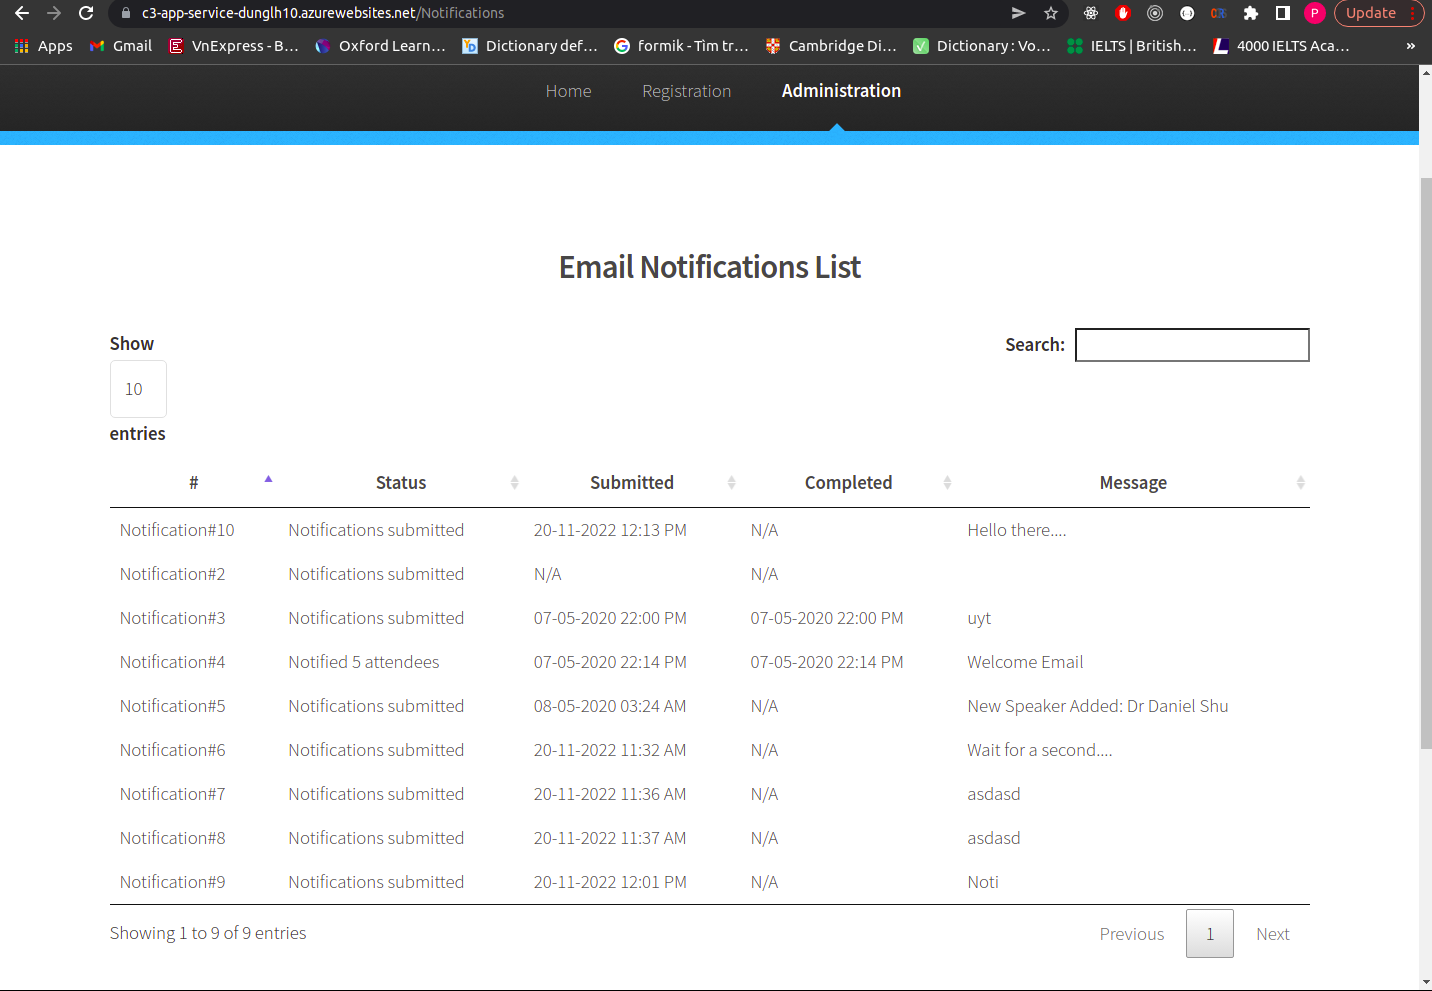 c3-app-service-dunglh10.azurewebsites.net/Notifications
P
Update
Apps
Gmail
VnExpress - B...
Oxford Learn...
Dictionary def...
formik - Tìm tr...
Cambridge Di...
Dictionary : Vo...
IELTS | British...
4000 IELTS Aca...
»
Home Registration Administration
Email Notifications List
Show
10
entries
Search:
# Status Submitted Completed Message
Notification#10 Notifications submitted 20-11-2022 12:13 PM N/A Hello there....
Notification#2 Notifications submitted N/A N/A
Notification#3 Notifications submitted 07-05-2020 22:00 PM 07-05-2020 22:00 PM uyt
Notification#4 Notified 5 attendees 07-05-2020 22:14 PM 07-05-2020 22:14 PM Welcome Email
Notification#5 Notifications submitted 08-05-2020 03:24 AM N/A New Speaker Added: Dr Daniel Shu
Notification#6 Notifications submitted 20-11-2022 11:32 AM N/A Wait for a second....
Notification#7 Notifications submitted 20-11-2022 11:36 AM N/A asdasd
Notification#8 Notifications submitted 20-11-2022 11:37 AM N/A asdasd
Notification#9 Notifications submitted 20-11-2022 12:01 PM N/A Noti
Showing 1 to 9 of 9 entries
Previous 1 Next